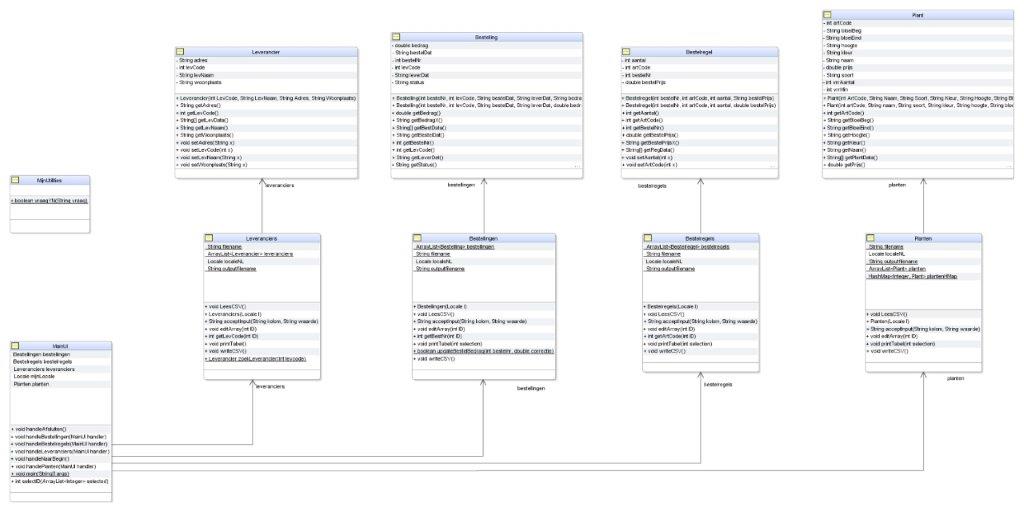 Leverancier
- String adres
- int levCode
- String levNaam
- String woonplaats
+ Leverancier(int LevCode, String LevNaam, String Adres, String Woonplaats)
+ String getAdres()
+ int getLevCode()
+ String[] getLevData()
+ String getLevNaam()
+ String getWoonplaats()
+ void setAdres(String x)
+ void setLevCode(int x)
+ void setLevNaam(String x)
+ void setWoonplaats(String x)
leveranciers
Bestelling
- double bedrag
- String bestelDat
- int bestelNr
- int levCode
- String leverDat
- String status
+ Bestelling(int bestelNr, int levCode, String bestelDat, String leverDat, String bedra
+ Bestelling(int bestelNr, int levCode, String bestelDat, String leverDat, double bedr
+ double getBedrag()
+ String getBedragX()
+ String[] getBestData()
+ String getBestelDat()
+ int getBestelNr()
+ int getLevCode()
+ String getLeverDat()
+ String getStatus()
...
bestellingen
Bestelregel
- int aantal
- int artCode
- int bestelNr
- double bestelPrijs
+ Bestelregel(int bestelNr, int artCode, int aantal, String bestelPrijs)
+ Bestelregel(int bestelNr, int artCode, int aantal, double bestelPrijs)
+ int getAantal()
+ int getArtCode()
+ int getBestelNr()
+ double getBestelPrijs()
+ String getBestelPrijsX()
+ String[] getRegData()
+ void setAantal(int x)
+ void setArtCode(int x)
...
bestelregels
Plant
- int artCode
- String bloeiBeg
- String bloeiEind
- String hoogte
- String kleur
- String naam
- double prijs
- String soort
- int vrrAantal
- int vrrMin
+ Plant(int ArtCode, String Naam, String Soort, String Kleur, String Hoogte, String Bl
+ Plant(int ArtCode, String naam, String soort, String kleur, String hoogte, String bl
+ int getArtCode()
+ String getBloeiBeg()
+ String getBloeiEind()
+ String getHoogte()
+ String getKleur()
+ String getNaam()
+ String[] getPlantData()
+ double getPrijs()
...
planten
MijnUtilities
+ boolean vraagYN(String vraag)
Leveranciers
String filename
ArrayList<Leverancier> leveranciers
Locale localeNL
String outputfilename
+ void LeesCSV()
+ Leveranciers(Locale l)
+ String acceptInput(String kolom, String waarde)
+ void editArray(int ID)
+ int getLevCode(int ID)
+ void printTabel()
+ void writeCSV()
+ Leverancier zoekLeverancier(int levcode)
leveranciers
Bestellingen
ArrayList<Bestelling> bestellingen
String filename
Locale localeNL
String outputfilename
+ Bestellingen(Locale l)
+ void LeesCSV()
+ String acceptInput(String kolom, String waarde)
+ void editArray(int ID)
+ int getBestNr(int ID)
+ void printTabel(int selection)
+ boolean updateBestelBedrag(int bestelnr, double correctie)
+ void writeCSV()
bestellingen
Bestelregels
ArrayList<Bestelregel> bestelregels
String filename
Locale localeNL
String outputfilename
+ Bestelregels(Locale l)
+ void LeesCSV()
+ String acceptInput(String kolom, String waarde)
+ void editArray(int ID)
+ int getArtCode(int ID)
+ void printTabel(int selection)
+ void writeCSV()
bestelregels
Planten
String filename
Locale localeNL
String outputfilename
ArrayList<Plant> planten
HashMap<Integer, Plant> plantenHMap
+ void LeesCSV()
+ Planten(Locale l)
+ String acceptInput(String kolom, String waarde)
+ void editArray(int ID)
+ void printTabel(int selection)
+ void writeCSV()
planten
MainUI
Bestellingen bestellingen
Bestelregels bestelregels
Leveranciers leveranciers
Locale mijnLocale
Planten planten
+ void handleAfsluiten()
+ void handleBestellingen(MainUI handler)
+ void handleBestelregels(MainUI handler)
+ void handleLeveranciers(MainUI handler)
+ void handleNaarBegin()
+ void handlePlanten(MainUI handler)
+ void main(String[] args)
+ int selectID(ArrayList<Integer> selected)